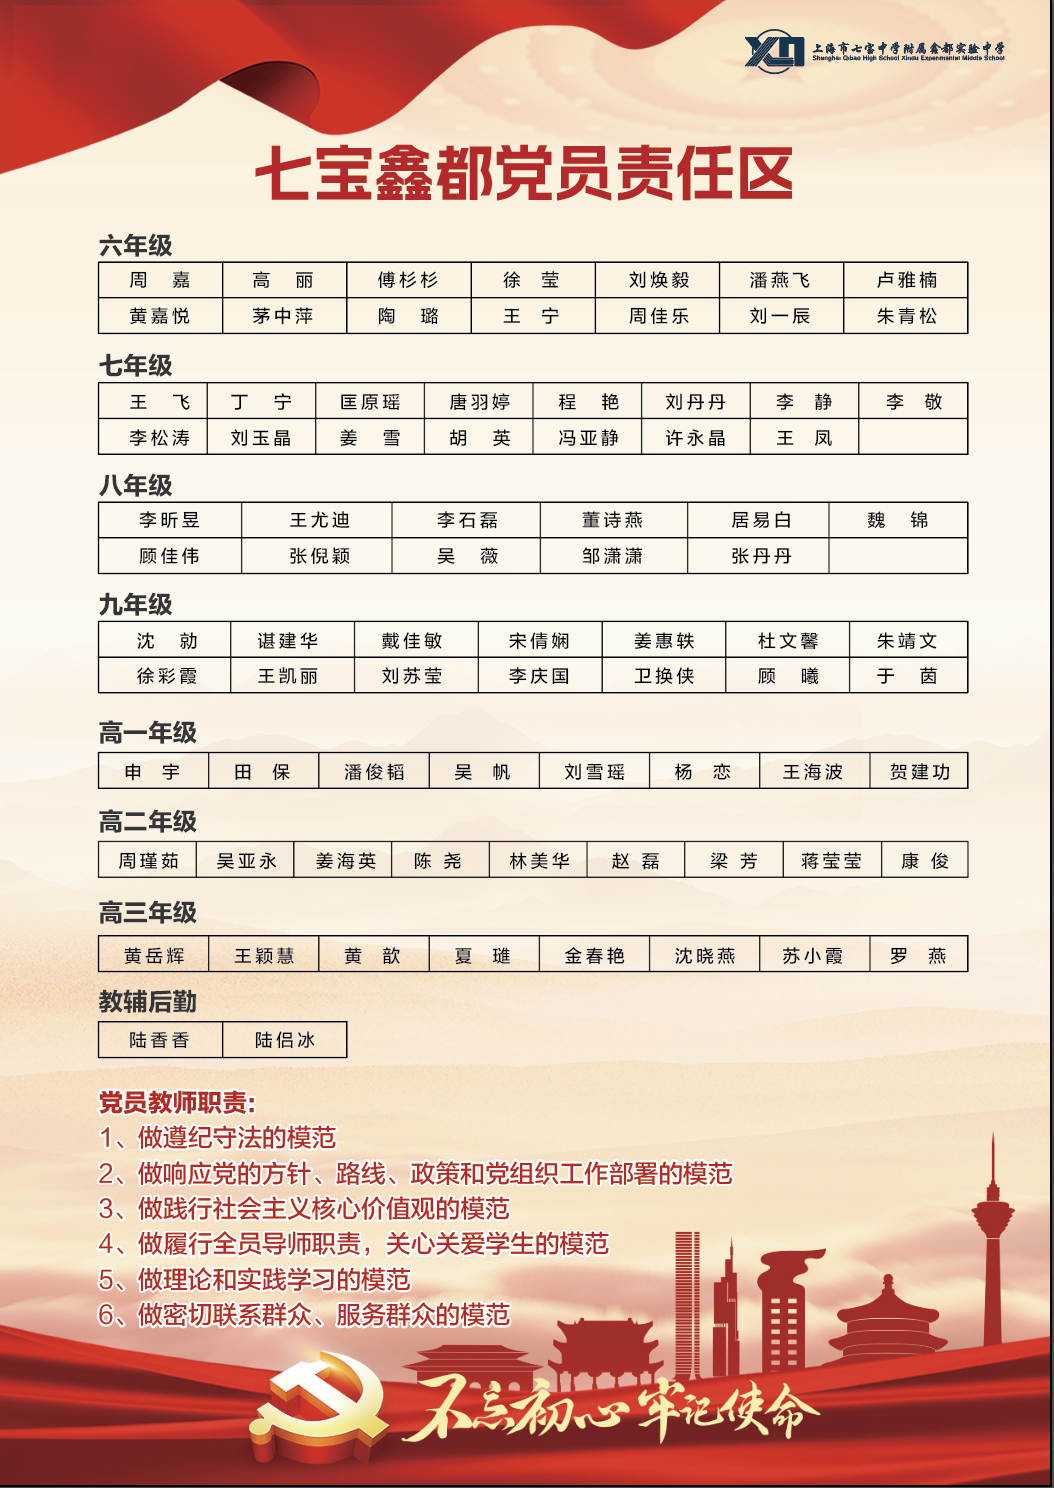 上海市七宝中学附属鑫都实验中学
Shanghai Qibao High School Xindu Experimental Middle School
七宝鑫都党员责任区
六年级
周 嘉 高 丽 傅杉杉 徐 莹 刘焕毅 潘燕飞 卢雅楠
黄嘉悦 茅中萍 陶 璐 王 宁 周佳乐 刘一辰 朱青松
七年级
王 飞 丁 宁 匡原瑶 唐羽婷 程 艳 刘丹丹 李 静 李 敬
李松涛 刘玉晶 姜 雪 胡 英 冯亚静 许永晶 王 凤
八年级
李昕昱 王尤迪 李石磊 董诗燕 居易白 魏 锦
顾佳伟 张倪颖 吴 薇 邹潇潇 张丹丹
九年级
沈 勍 谌建华 戴佳敏 宋倩娴 姜惠轶 杜文馨 朱靖文
徐彩霞 王凯丽 刘苏莹 李庆国 卫换侠 顾 曦 于 茵
高一年级
申 宇 田 保 潘俊韬 吴 帆 刘雪瑶 杨 恋 王海波 贺建功
高二年级
周瑾茹 吴亚永 姜海英 陈 尧 林美华 赵 磊 梁 芳 蒋莹莹 康 俊
高三年级
黄岳辉 王颖慧 黄 歆 夏 琟 金春艳 沈晓燕 苏小霞 罗 燕
教辅后勤
陆香香 陆侣冰
党员教师职责:
1、做遵纪守法的模范
2、做响应党的方针、路线、政策和党组织工作部署的模范
3、做践行社会主义核心价值观的模范
4、做履行全员导师职责，关心关爱学生的模范
5、做理论和实践学习的模范
6、做密切联系群众、服务群众的模范
不忘初心 牢记使命